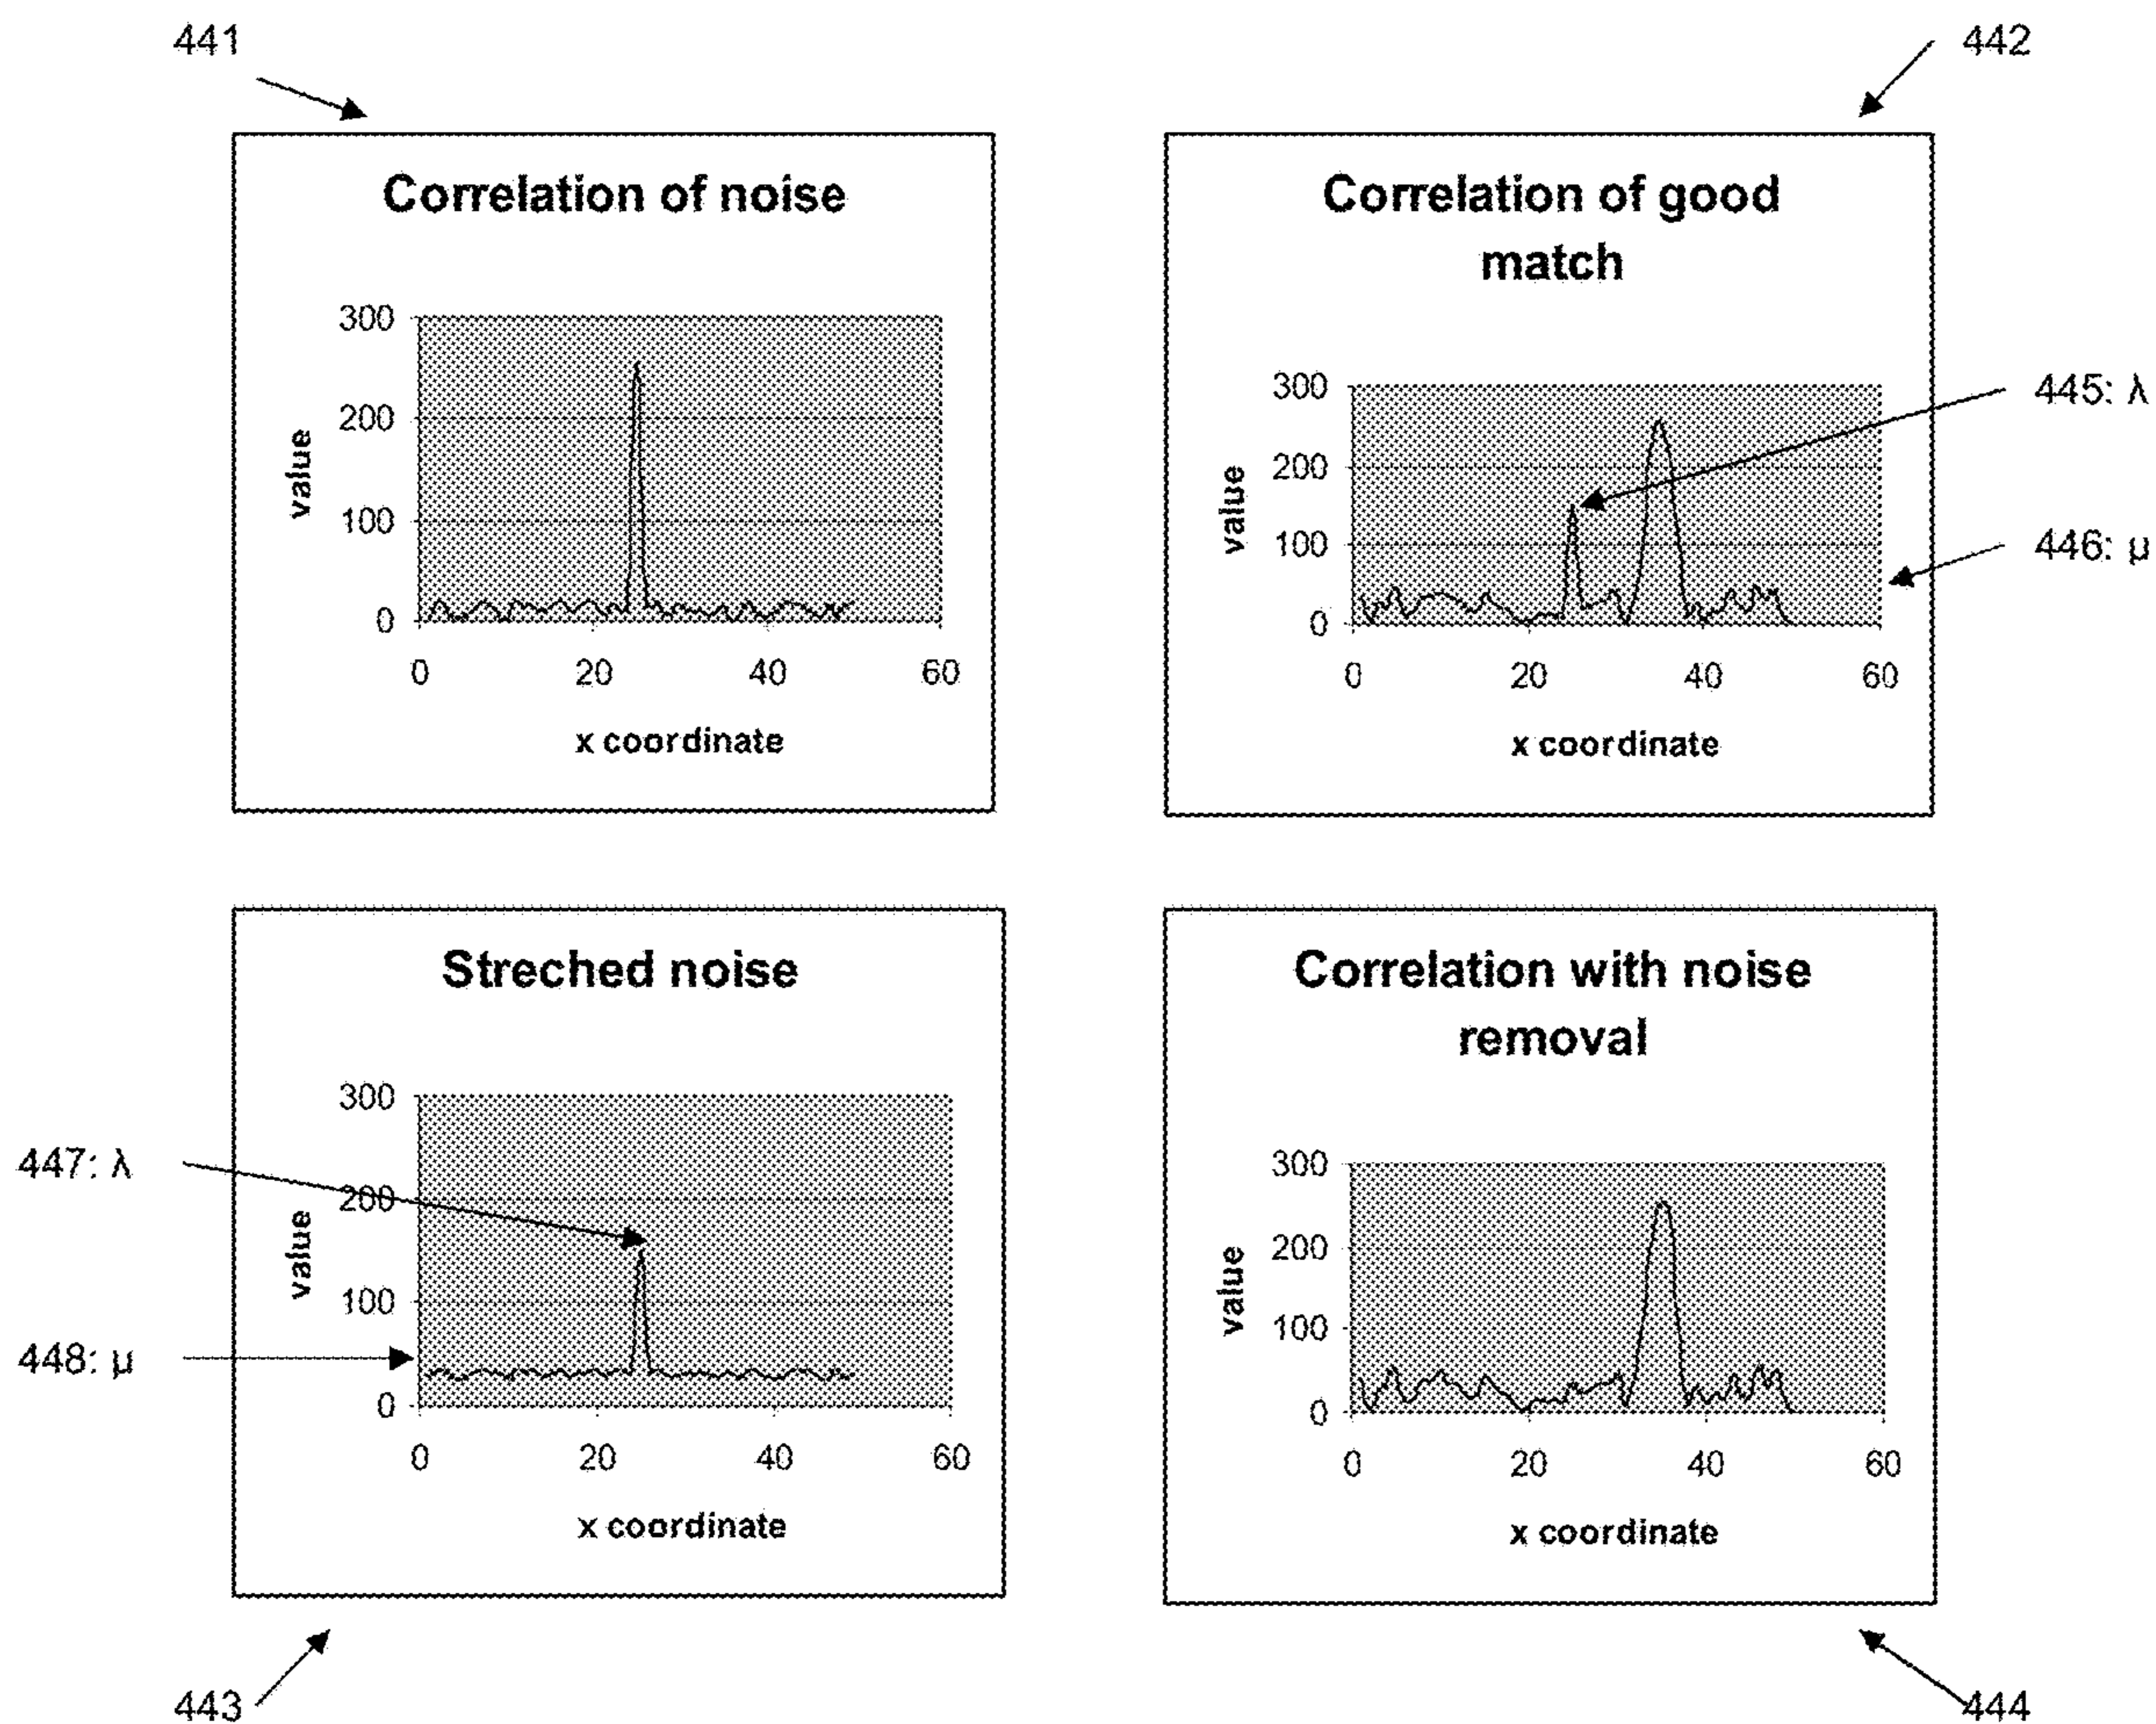 441
442
Correlation of noise
300
200
100
0
value
0 20 40 60
x coordinate
Correlation of good
match
300
200
100
0
value
0 20 40 60
x coordinate
445: λ
446: μ
Streched noise
300
200
100
0
value
0 20 40 60
x coordinate
447: λ
448: μ
Correlation with noise
removal
300
200
100
0
value
0 20 40 60
x coordinate
443
444